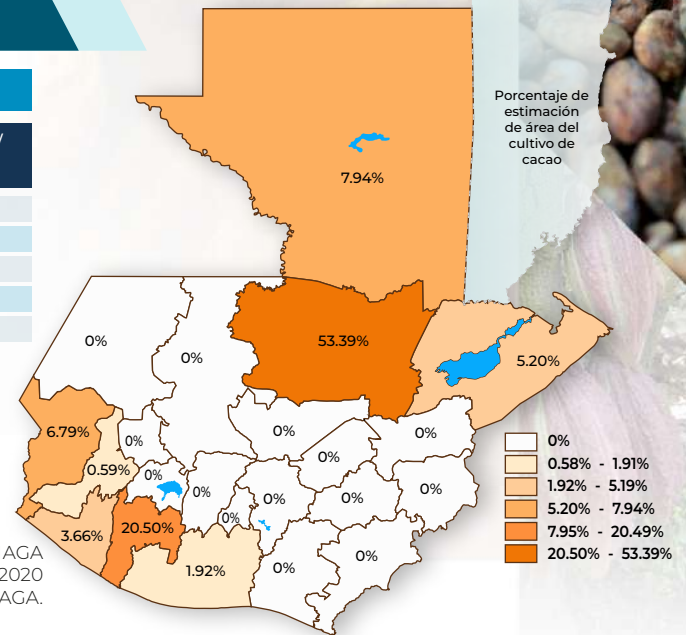 /
Porcentaje de
estimación
de área del
cultivo de
cacao
7.94%
53.39%
0%
0%
5.20%
6.79%
0.59%
0%
0%
0%
0%
0%
0%
0%
0%
0%
0%
0%
3.66%
20.50%
1.92%
0%
0%
0%
0.58% - 1.91%
1.92% - 5.19%
5.20% - 7.94%
7.95% - 20.49%
20.50% - 53.39%
AGA
2020
AGA.